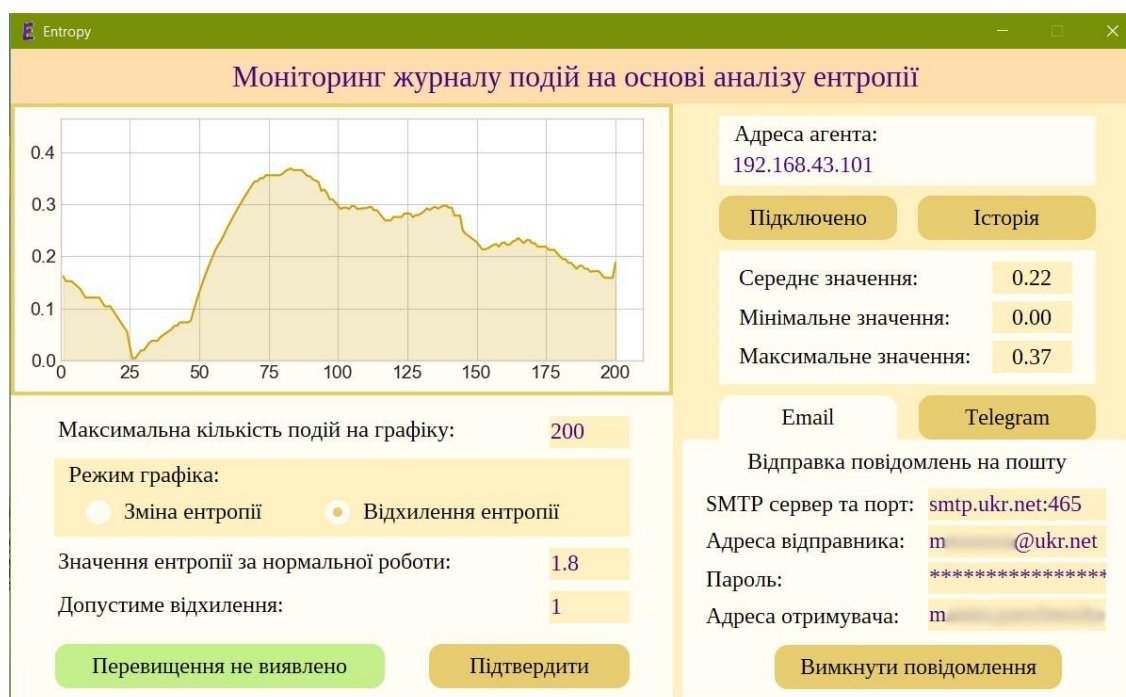 Entropy
Моніторинг журналу подій на основі аналізу ентропії
0.4
0.3
0.2
0.1
0.0
0 25 50 75 100 125 150 175 200
Максимальна кількість подій на графіку: 200
Режим графіка:
Зміна ентропії Відхилення ентропії
Значення ентропії за нормальної роботи: 1.8
Допустиме відхилення: 1
Перевищення не виявлено Підтвердити
Адреса агента:
192.168.43.101
Підключено Історія
Середнє значення: 0.22
Мінімальне значення: 0.00
Максимальне значення: 0.37
Email Telegram
Відправка повідомлень на пошту
SMTP сервер та порт: smtp.ukr.net:465
Адреса відправника: m @ukr.net
Пароль: ****************
Адреса отримувача: m
Вимкнути повідомлення